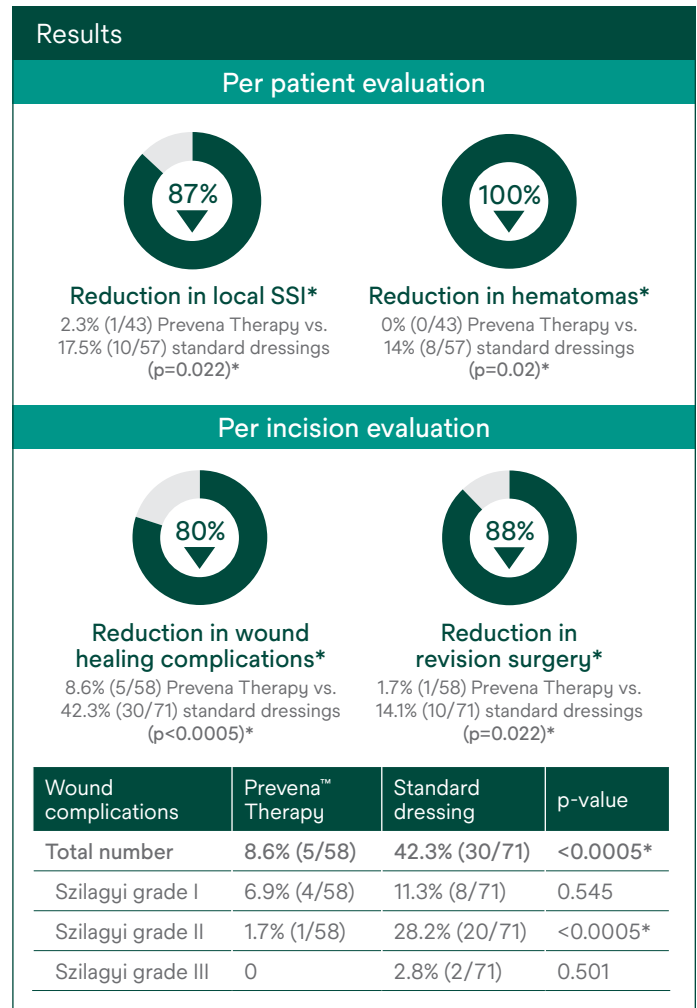 Results
Per patient evaluation
87%
Reduction in local SSI*
2.3% (1/43) Prevena Therapy vs.
17.5% (10/57) standard dressings
(p=0.022)*
100%
Reduction in hematomas*
0% (0/43) Prevena Therapy vs.
14% (8/57) standard dressings
(p=0.02)*
Per incision evaluation
80%
Reduction in wound
healing complications*
8.6% (5/58) Prevena Therapy vs.
42.3% (30/71) standard dressings
(p<0.0005)*
88%
Reduction in
revision surgery*
1.7% (1/58) Prevena Therapy vs.
14.1% (10/71) standard dressings
(p=0.022)*
Wound complications Prevena™ Therapy Standard dressing p-value
Total number 8.6% (5/58) 42.3% (30/71) <0.0005*
Szilagyi grade I 6.9% (4/58) 11.3% (8/71) 0.545
Szilagyi grade II 1.7% (1/58) 28.2% (20/71) <0.0005*
Szilagyi grade III 0 2.8% (2/71) 0.501